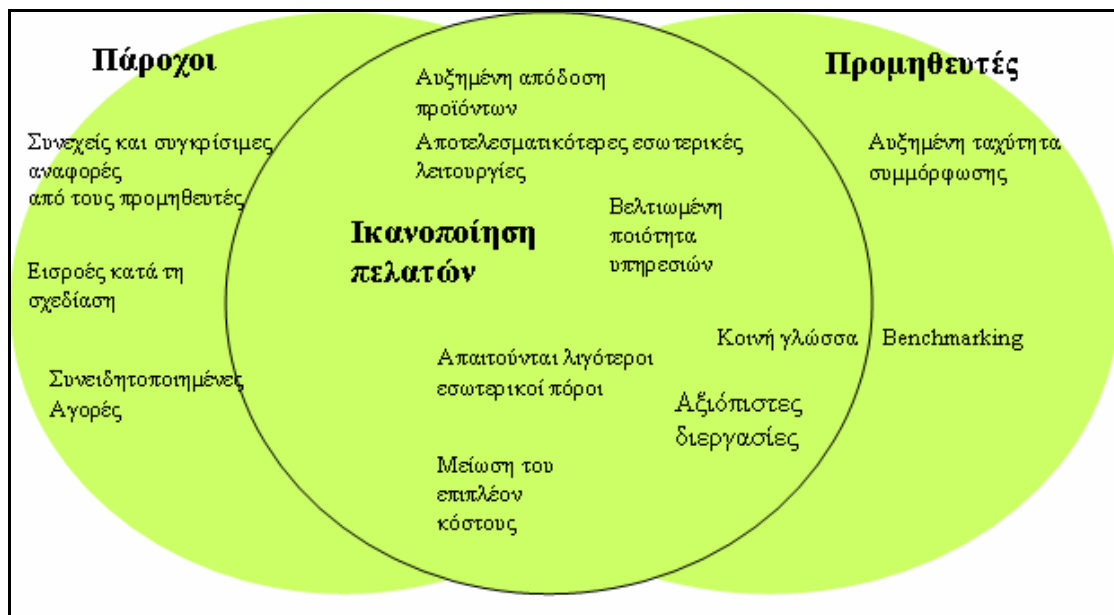 Πάροχοι
Συνεχείς και συγκρίσιμες
αναφορές
από τους προμηθευτές
Εισροές κατά τη
σχεδίαση
Συνειδητοποιημένες
Αγορές
Αυξημένη απόδοση
προϊόντων
Αποτελεσματικότερες εσωτερικές
λειτουργίες
Ικανοποίηση
πελατών
Βελτιωμένη
ποιότητα
υπηρεσιών
Κοινή γλώσσα
Απαιτούνται λιγότεροι
εσωτερικοί πόροι
Αξιόπιστες
διεργασίες
Μείωση του
επιπλέον
κόστους
Προμηθευτές
Αυξημένη ταχύτητα
συμμόρφωσης
Benchmarking